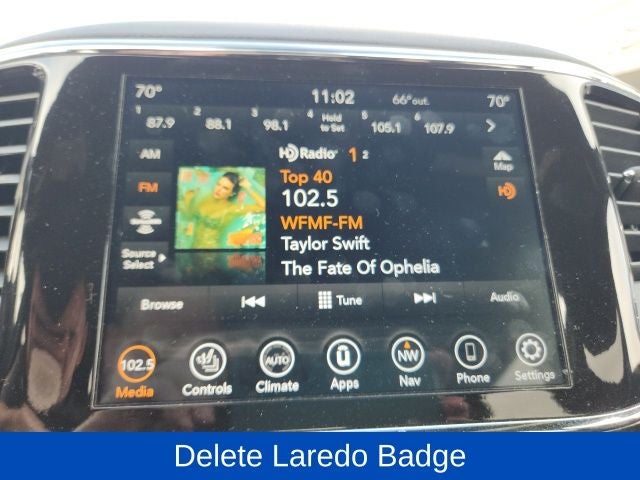 70° 11:02 66° out. 70°
1 87.9 2 88.1 3 98.1 4 Hold to Set 5 105.1 6 107.9
AM HD Radio 1 2 Map
FM Top 40 HD
102.5
WFMF-FM
Taylor Swift
Source Select The Fate Of Ophelia
Browse Tune Audio
102.5 AUTO NW
Media Controls Climate Apps Nav Phone Settings
Delete Laredo Badge